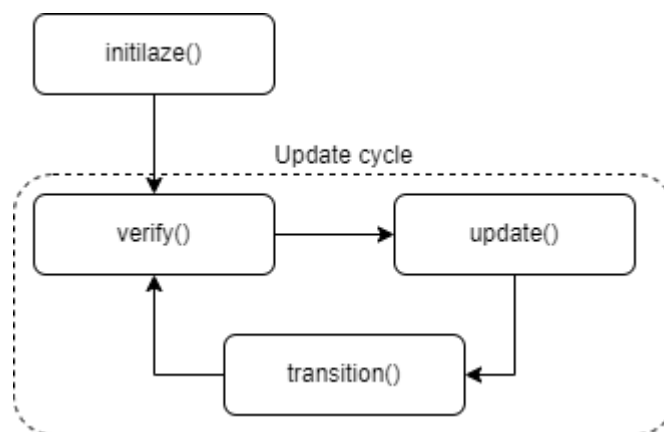 initilaze()
Update cycle
verify()
update()
transition()